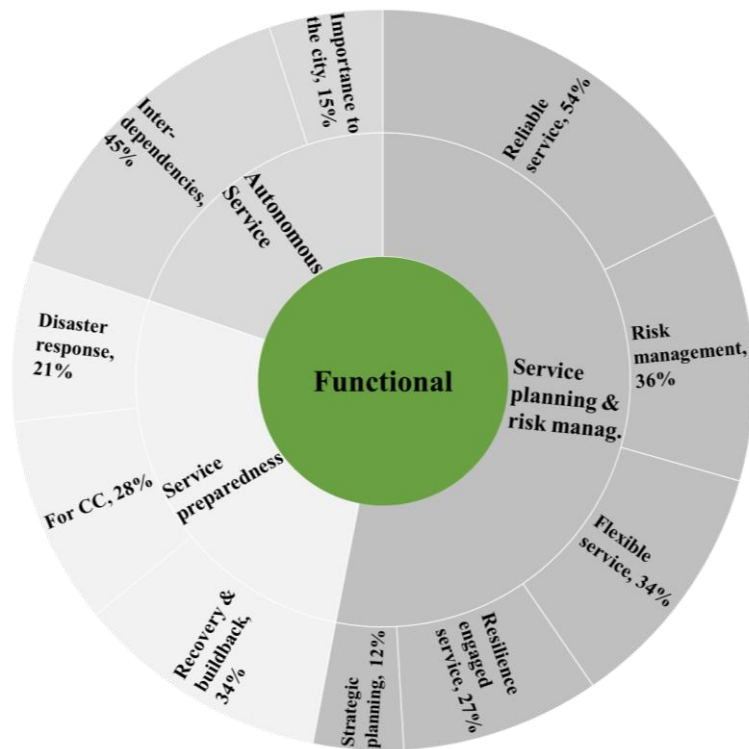 Functional
Service
planning &
risk manag.
Reliable
service, 54%
Risk
management,
36%
Flexible
service, 34%
Resilience
engaged
service, 27%
Strategic
planning, 12%
Service
preparedness
Recovery &
buildback,
34%
For CC, 28%
Disaster
response,
21%
Autonomous
Service
Inter-
dependencies,
45%
Importance to
the city, 15%